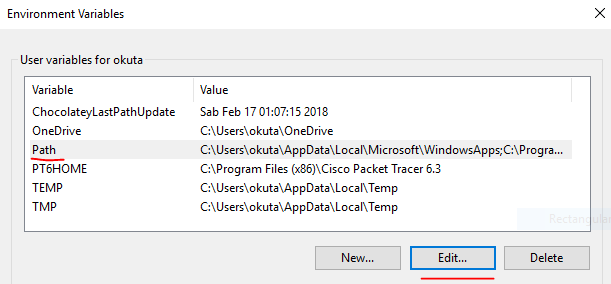 Environment Variables
User variables for okuta
Variable Value
ChocolateyLastPathUpdate Sab Feb 17 01:07:15 2018
OneDrive C:\Users\okuta\OneDrive
Path C:\Users\okuta\AppData\Local\Microsoft\WindowsApps;C:\Progra...
PT6HOME C:\Program Files (x86)\Cisco Packet Tracer 6.3
TEMP C:\Users\okuta\AppData\Local\Temp
TMP C:\Users\okuta\AppData\Local\Temp
Rectangular
New... Edit... Delete